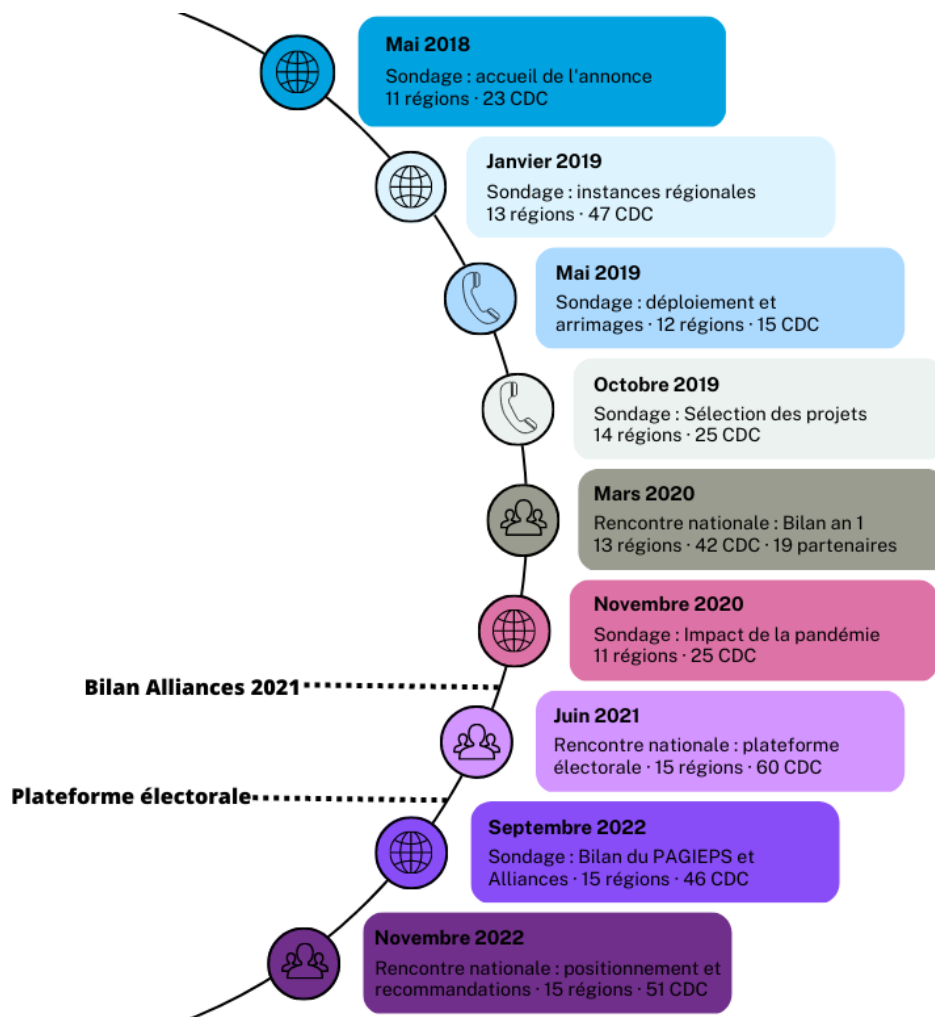 Mai 2018
Sondage : accueil de l'annonce
11 régions · 23 CDC
Janvier 2019
Sondage : instances régionales
13 régions · 47 CDC
Mai 2019
Sondage : déploiement et
arrimages · 12 régions · 15 CDC
Octobre 2019
Sondage : Sélection des projets
14 régions · 25 CDC
Mars 2020
Rencontre nationale : Bilan an 1
13 régions · 42 CDC · 19 partenaires
Novembre 2020
Sondage : Impact de la pandémie
11 régions · 25 CDC
Bilan Alliances 2021
Juin 2021
Rencontre nationale : plateforme
électorale · 15 régions · 60 CDC
Plateforme électorale
Septembre 2022
Sondage : Bilan du PAGIEPS et
Alliances · 15 régions · 46 CDC
Novembre 2022
Rencontre nationale : positionnement et
recommandations · 15 régions · 51 CDC